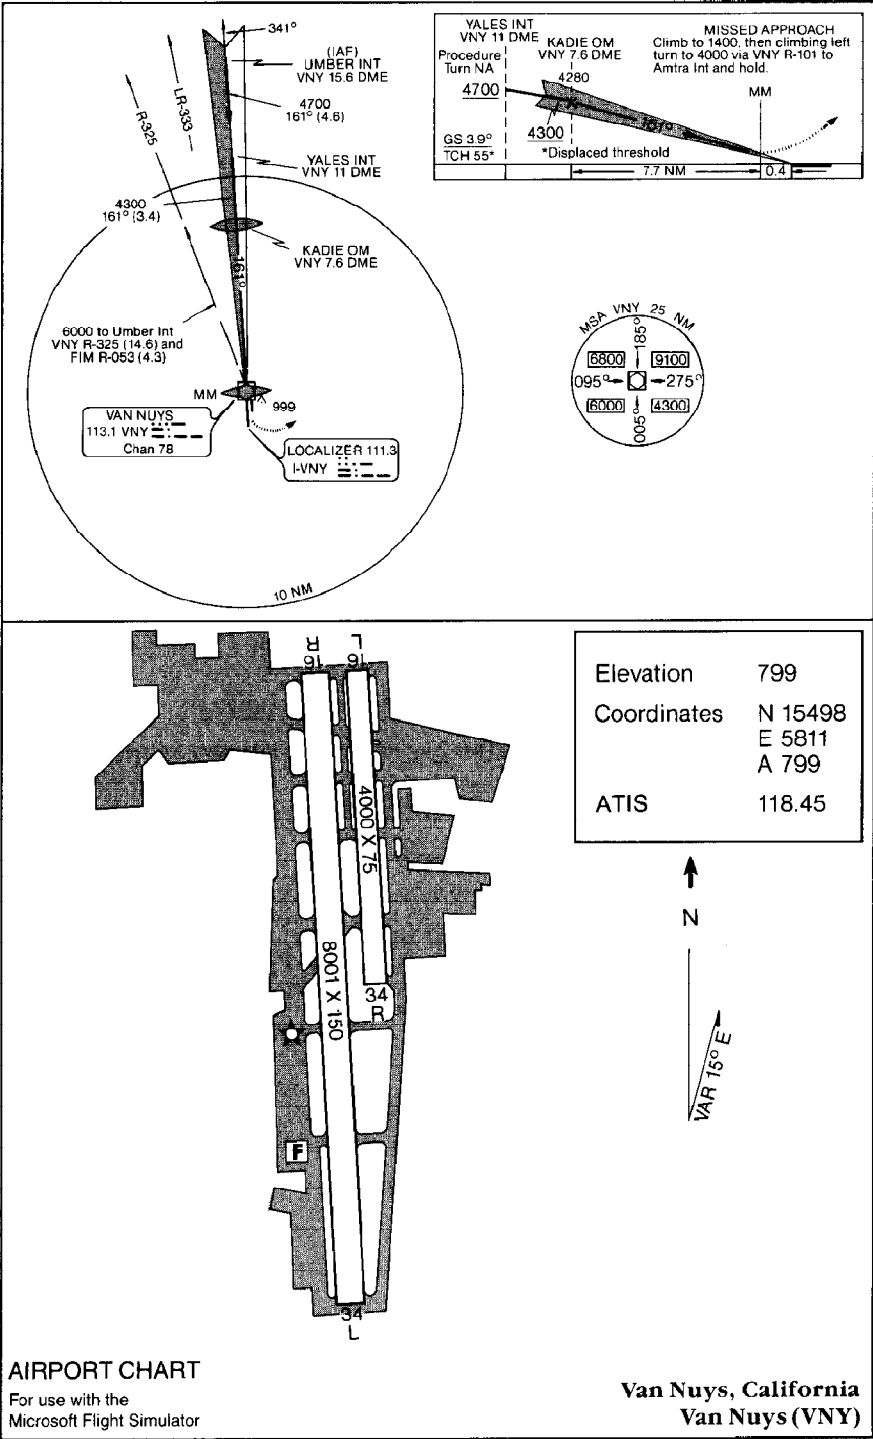 341°
(IAF)
UMBER INT
VNY 15.6 DME
LR-333
R-325
4700
161° (4.6)
YALES INT
VNY 11 DME
4300
161° (3.4)
KADIE OM
VNY 7.6 DME
161°
6000 to Umber Int
VNY R-325 (14.6) and
FIM R-053 (4.3)
MM
999
VAN NUYS
113.1 VNY
Chan 78
LOCALIZER 111.3
I-VNY
10 NM
YALES INT
VNY 11 DME
KADIE OM
VNY 7.6 DME
MISSED APPROACH
Climb to 1400, then climbing left
turn to 4000 via VNY R-101 to
Amtra Int and hold.
Procedure
Turn NA
4280
4700
MM
161°
4300
GS 3.9°
TCH 55*
*Displaced threshold
7.7 NM
0.4
MSA VNY 25 NM
185°
6800
9100
095°
275°
6000
4300
005°
16
R
16
L
4000 X 75
8001 X 150
34
R
F
34
L
Elevation 799
Coordinates N 15498
E 5811
A 799
ATIS 118.45
N
VAR 15° E
AIRPORT CHART
For use with the
Microsoft Flight Simulator
Van Nuys, California
Van Nuys (VNY)